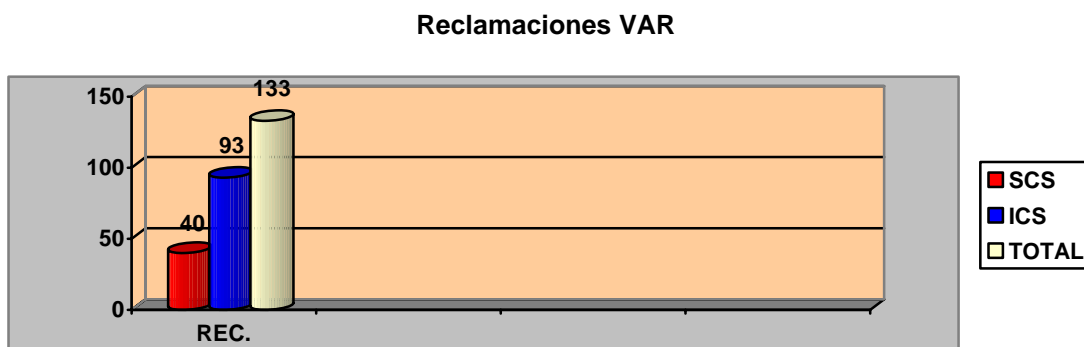 Reclamaciones VAR
150
100
50
0
40
93
133
REC.
SCS
ICS
TOTAL